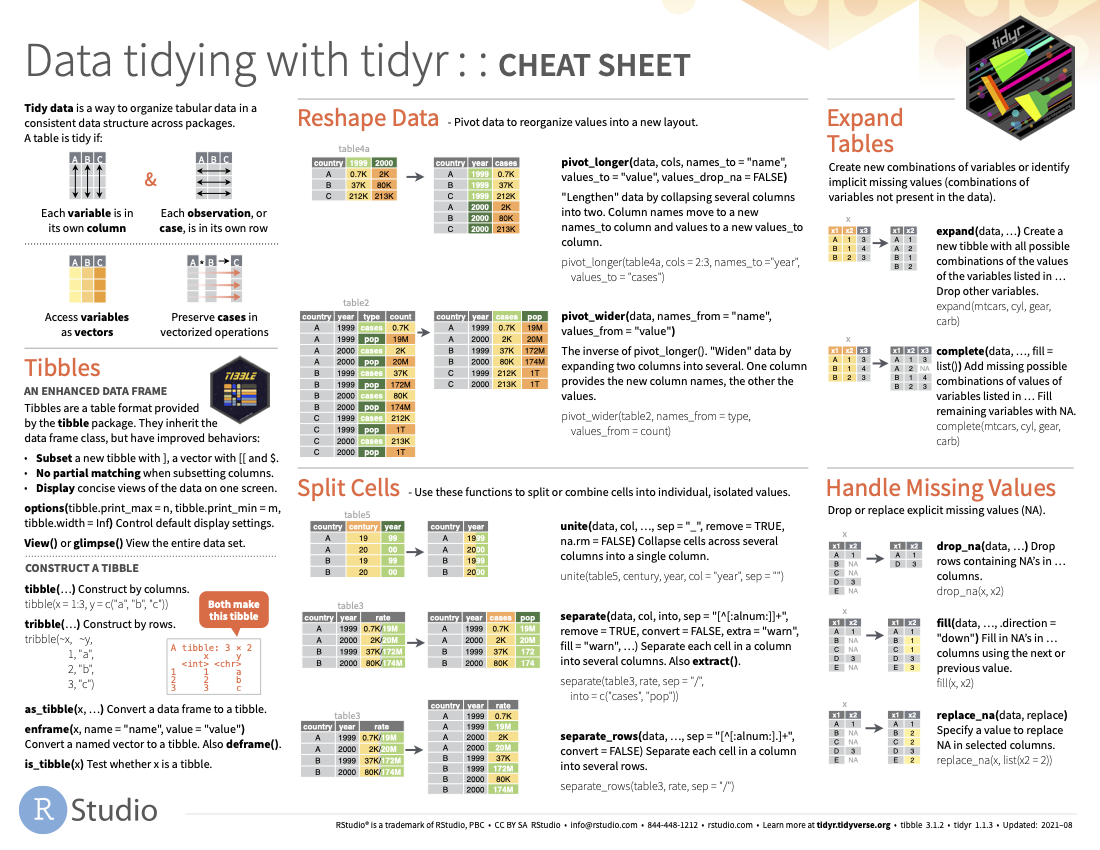 Data tidying with tidyr : : CHEAT SHEET
tidyr
Tidy data is a way to organize tabular data in a
consistent data structure across packages.
A table is tidy if:
A B C
&
A B C
Each variable is in
its own column
Each observation, or
case, is in its own row
A B C
A * B → C
Access variables
as vectors
Preserve cases in
vectorized operations
Tibbles
TIBBLE
AN ENHANCED DATA FRAME
Tibbles are a table format provided
by the tibble package. They inherit the
data frame class, but have improved behaviors:
• Subset a new tibble with ], a vector with [[ and $.
• No partial matching when subsetting columns.
• Display concise views of the data on one screen.
options(tibble.print_max = n, tibble.print_min = m,
tibble.width = Inf) Control default display settings.
View() or glimpse() View the entire data set.
CONSTRUCT A TIBBLE
tibble(…) Construct by columns.
tibble(x = 1:3, y = c("a", "b", "c"))
tribble(…) Construct by rows.
tribble(~x, ~y,
1, "a",
2, "b",
3, "c")
Both make
this tibble
A tibble: 3 × 2
x y
<int> <chr>
1 1 a
2 2 b
3 3 c
as_tibble(x, …) Convert a data frame to a tibble.
enframe(x, name = "name", value = "value")
Convert a named vector to a tibble. Also deframe().
is_tibble(x) Test whether x is a tibble.
Reshape Data - Pivot data to reorganize values into a new layout.
table4a
country 1999 2000
A 0.7K 2K
B 37K 80K
C 212K 213K
country year cases
A 1999 0.7K
B 1999 37K
C 1999 212K
A 2000 2K
B 2000 80K
C 2000 213K
pivot_longer(data, cols, names_to = "name",
values_to = "value", values_drop_na = FALSE)
"Lengthen" data by collapsing several columns
into two. Column names move to a new
names_to column and values to a new values_to
column.
pivot_longer(table4a, cols = 2:3, names_to ="year",
values_to = "cases")
table2
country year type count
A 1999 cases 0.7K
A 1999 pop 19M
A 2000 cases 2K
A 2000 pop 20M
B 1999 cases 37K
B 1999 pop 172M
B 2000 cases 80K
B 2000 pop 174M
C 1999 cases 212K
C 1999 pop 1T
C 2000 cases 213K
C 2000 pop 1T
country year cases pop
A 1999 0.7K 19M
A 2000 2K 20M
B 1999 37K 172M
B 2000 80K 174M
C 1999 212K 1T
C 2000 213K 1T
pivot_wider(data, names_from = "name",
values_from = "value")
The inverse of pivot_longer(). "Widen" data by
expanding two columns into several. One column
provides the new column names, the other the
values.
pivot_wider(table2, names_from = type,
values_from = count)
Split Cells - Use these functions to split or combine cells into individual, isolated values.
table5
country century year
A 19 99
A 20 00
B 19 99
B 20 00
country year
A 1999
A 2000
B 1999
B 2000
unite(data, col, …, sep = "_", remove = TRUE,
na.rm = FALSE) Collapse cells across several
columns into a single column.
unite(table5, century, year, col = "year", sep = "")
table3
country year rate
A 1999 0.7K/19M
A 2000 2K/20M
B 1999 37K/172M
B 2000 80K/174M
country year cases pop
A 1999 0.7K 19M
A 2000 2K 20M
B 1999 37K 172
B 2000 80K 174
separate(data, col, into, sep = "[^[:alnum:]]+",
remove = TRUE, convert = FALSE, extra = "warn",
fill = "warn", …) Separate each cell in a column
into several columns. Also extract().
separate(table3, rate, sep = "/",
into = c("cases", "pop"))
table3
country year rate
A 1999 0.7K/19M
A 2000 2K/20M
B 1999 37K/172M
B 2000 80K/174M
country year rate
A 1999 0.7K
A 1999 19M
A 2000 2K
A 2000 20M
B 1999 37K
B 1999 172M
B 2000 80K
B 2000 174M
separate_rows(data, …, sep = "[^[:alnum:].]+",
convert = FALSE) Separate each cell in a column
into several rows.
separate_rows(table3, rate, sep = "/")
Expand
Tables
Create new combinations of variables or identify
implicit missing values (combinations of
variables not present in the data).
x
x1 x2 x3
A 1 3
B 1 4
B 2 3
x1 x2
A 1
A 2
B 1
B 2
expand(data, …) Create a
new tibble with all possible
combinations of the values
of the variables listed in …
Drop other variables.
expand(mtcars, cyl, gear,
carb)
x
x1 x2 x3
A 1 3
B 1 4
B 2 3
x1 x2 x3
A 1 3
A 2 NA
B 1 4
B 2 3
complete(data, …, fill =
list()) Add missing possible
combinations of values of
variables listed in … Fill
remaining variables with NA.
complete(mtcars, cyl, gear,
carb)
Handle Missing Values
Drop or replace explicit missing values (NA).
x
x1 x2
A 1
B NA
C NA
D 3
E NA
x1 x2
A 1
D 3
drop_na(data, …) Drop
rows containing NA's in …
columns.
drop_na(x, x2)
x
x1 x2
A 1
B NA
C NA
D 3
E NA
x1 x2
A 1
B 1
C 1
D 3
E 3
fill(data, …, .direction =
"down") Fill in NA's in …
columns using the next or
previous value.
fill(x, x2)
x
x1 x2
A 1
B NA
C NA
D 3
E NA
x1 x2
A 1
B 2
C 2
D 3
E 2
replace_na(data, replace)
Specify a value to replace
NA in selected columns.
replace_na(x, list(x2 = 2))
R Studio
RStudio® is a trademark of RStudio, PBC • CC BY SA RStudio • info@rstudio.com • 844-448-1212 • rstudio.com • Learn more at tidyr.tidyverse.org • tibble 3.1.2 • tidyr 1.1.3 • Updated: 2021–08